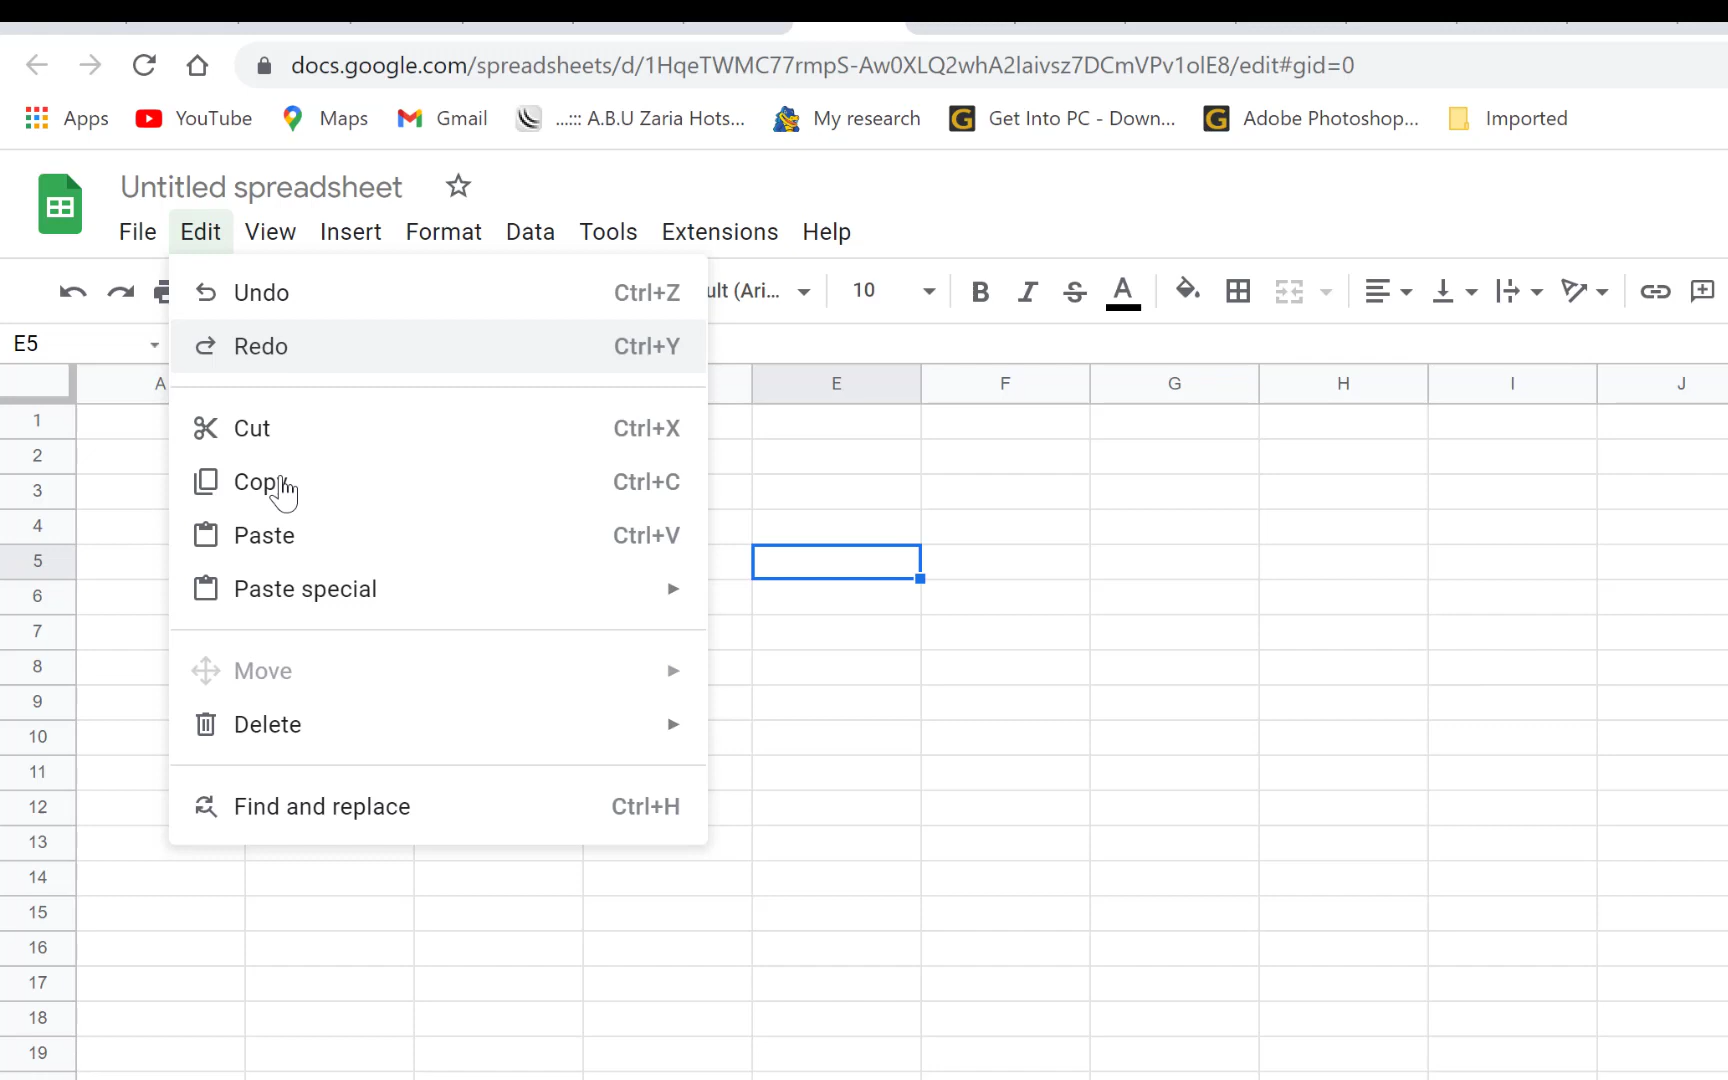 docs.google.com/spreadsheets/d/1HqeTWMC77rmpS-Aw0XLQ2whA2laivsz7DCmVPv1olE8/edit#gid=0
Apps YouTube Maps Gmail ...::: A.B.U Zaria Hots... My research Get Into PC - Down... Adobe Photoshop... Imported
Untitled spreadsheet
File Edit View Insert Format Data Tools Extensions Help
Undo Ctrl+Z
ult (Ari... 10 B I S A
E5
Redo Ctrl+Y
A E F G H I J
Cut Ctrl+X
Copy Ctrl+C
Paste Ctrl+V
Paste special
Move
Delete
Find and replace Ctrl+H
1
2
3
4
5
6
7
8
9
10
11
12
13
14
15
16
17
18
19